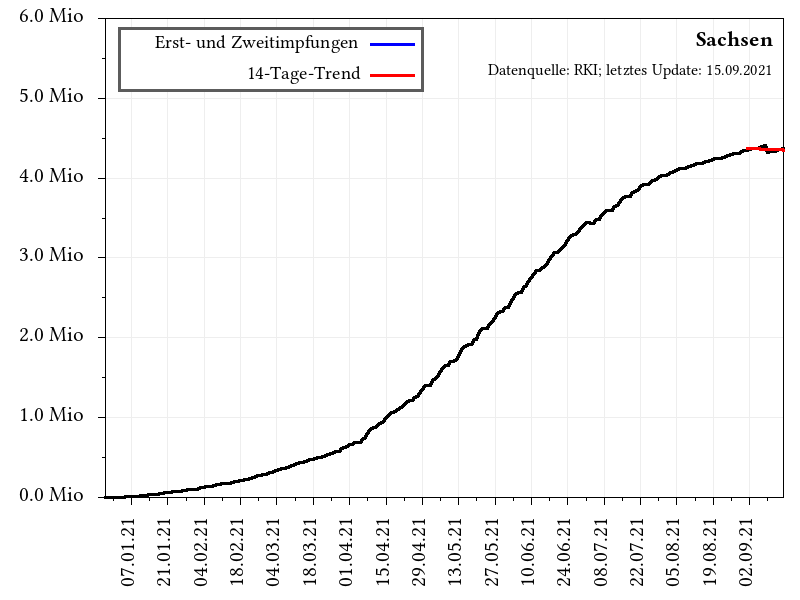 6.0 Mio
5.0 Mio
4.0 Mio
3.0 Mio
2.0 Mio
1.0 Mio
0.0 Mio
Erst- und Zweitimpfungen
14-Tage-Trend
Sachsen
Datenquelle: RKI; letztes Update: 15.09.2021
07.01.21
21.01.21
04.02.21
18.02.21
04.03.21
18.03.21
01.04.21
15.04.21
29.04.21
13.05.21
27.05.21
10.06.21
24.06.21
08.07.21
22.07.21
05.08.21
19.08.21
02.09.21